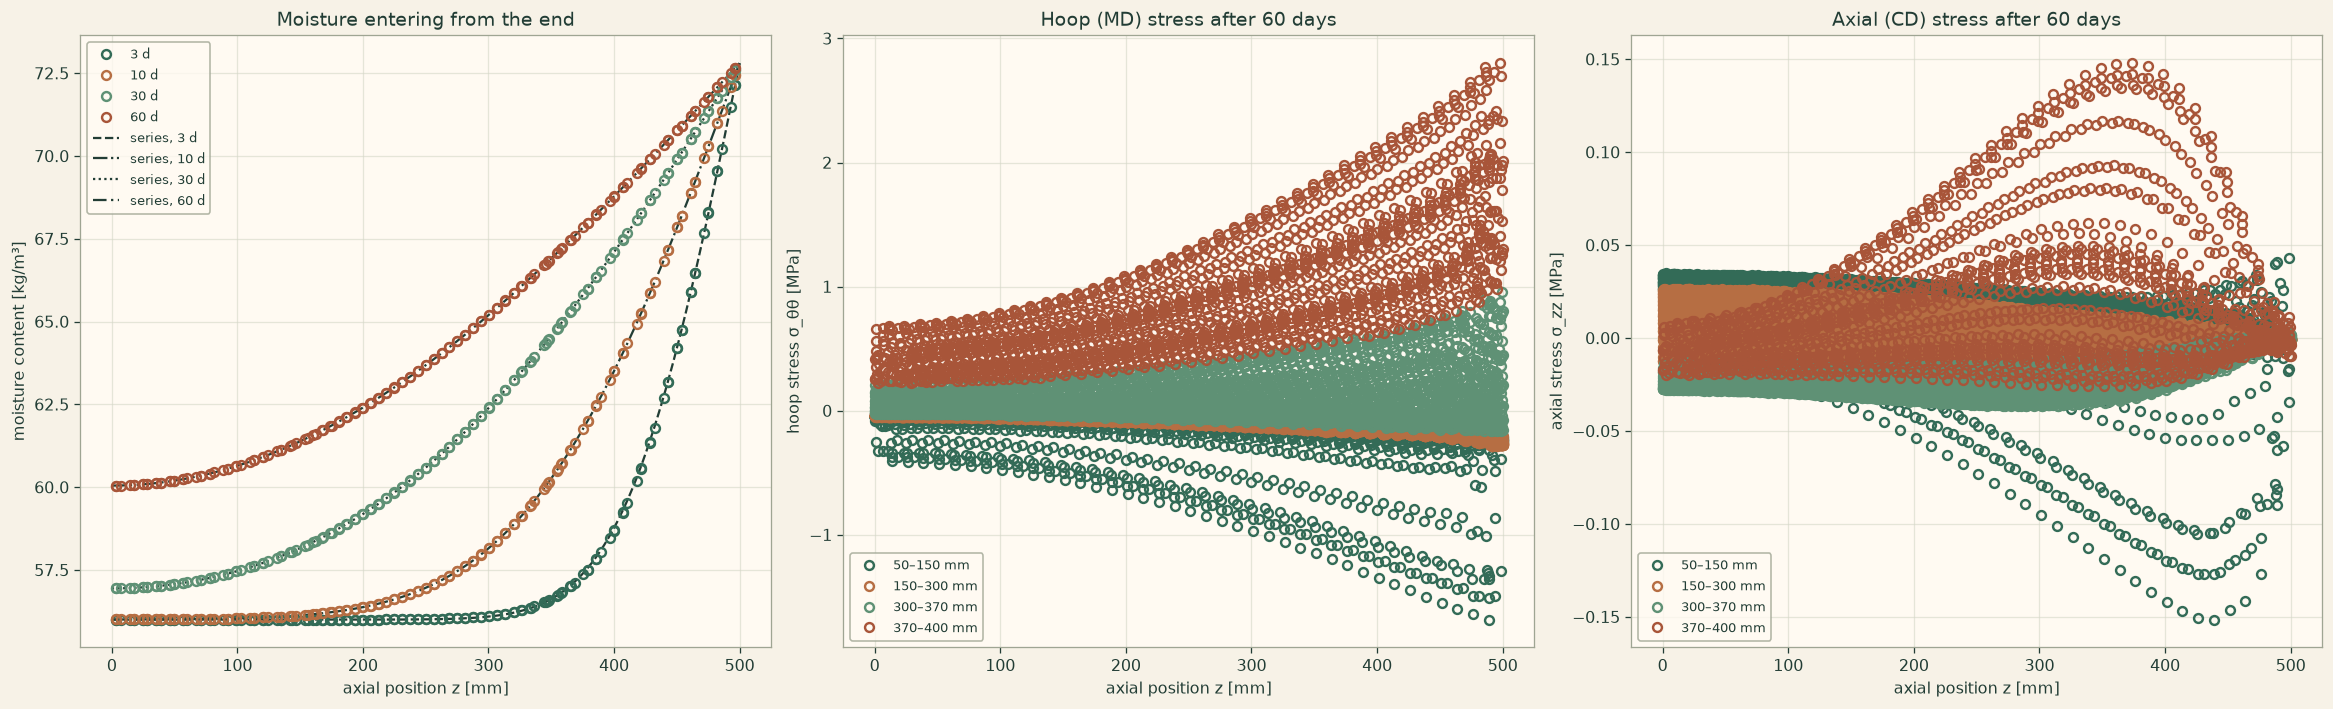 Moisture entering from the end
3 d
10 d
30 d
60 d
series, 3 d
series, 10 d
series, 30 d
series, 60 d
72.5
70.0
67.5
65.0
62.5
60.0
57.5
moisture content [kg/m³]
0 100 200 300 400 500
axial position z [mm]
Hoop (MD) stress after 60 days
3
2
1
0
−1
hoop stress σ_θθ [MPa]
50–150 mm
150–300 mm
300–370 mm
370–400 mm
0 100 200 300 400 500
axial position z [mm]
Axial (CD) stress after 60 days
0.15
0.10
0.05
0.00
−0.05
−0.10
−0.15
axial stress σ_zz [MPa]
50–150 mm
150–300 mm
300–370 mm
370–400 mm
0 100 200 300 400 500
axial position z [mm]